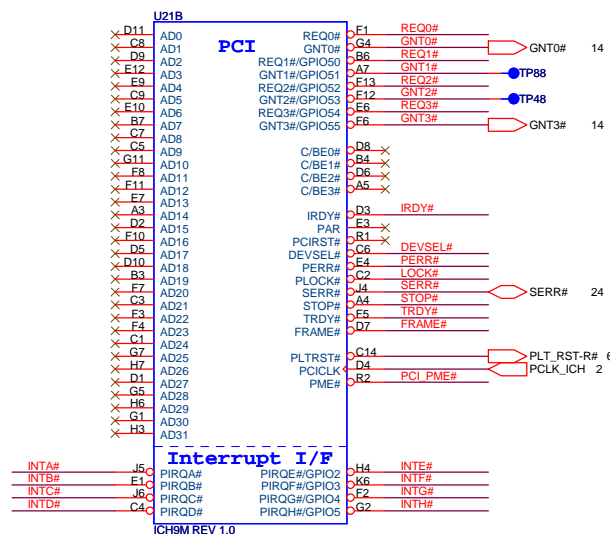 U21B
PCI
D11 AD0 REQ0# F1 REQ0#
C8 AD1 GNT0# G4 GNT0# GNT0# 14
D9 AD2 REQ1#/GPIO50 B6 REQ1#
E12 AD3 GNT1#/GPIO51 A7 GNT1# TP88
E9 AD4 REQ2#/GPIO52 F13 REQ2#
C9 AD5 GNT2#/GPIO53 F12 GNT2# TP48
E10 AD6 REQ3#/GPIO54 E6 REQ3#
B7 AD7 GNT3#/GPIO55 F6 GNT3# GNT3# 14
C7 AD8
C5 AD9 C/BE0# D8
G11 AD10 C/BE1# B4
F8 AD11 C/BE2# D6
F11 AD12 C/BE3# A5
E7 AD13
A3 AD14 IRDY# D3 IRDY#
D2 AD15 PAR E3
F10 AD16 PCIRST# R1
D5 AD17 DEVSEL# C6 DEVSEL#
D10 AD18 PERR# E4 PERR#
B3 AD19 PLOCK# C2 LOCK#
F7 AD20 SERR# J4 SERR# SERR# 24
C3 AD21 STOP# A4 STOP#
F3 AD22 TRDY# F5 TRDY#
F4 AD23 FRAME# D7 FRAME#
C1 AD24
G7 AD25 PLTRST# C14 PLT_RST-R# 6
H7 AD26 PCICLK D4 PCLK_ICH 2
D1 AD27 PME# R2 PCI_PME#
G5 AD28
H6 AD29
G1 AD30
H3 AD31
Interrupt I/F
INTA# J5 PIRQA# PIRQE#/GPIO2 H4 INTE#
INTB# E1 PIRQB# PIRQF#/GPIO3 K6 INTF#
INTC# J6 PIRQC# PIRQG#/GPIO4 F2 INTG#
INTD# C4 PIRQD# PIRQH#/GPIO5 G2 INTH#
ICH9M REV 1.0